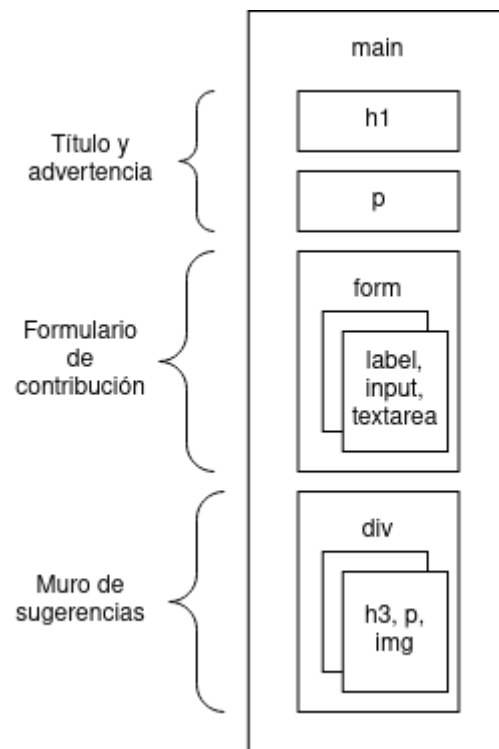 main
Título y
advertencia
h1
p
Formulario
de
contribución
form
label,
input,
textarea
Muro de
sugerencias
div
h3, p,
img